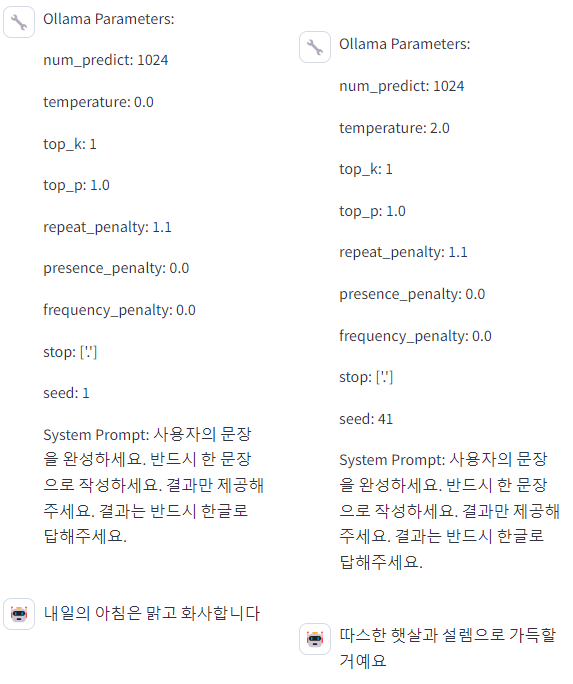 Ollama Parameters:
num_predict: 1024
temperature: 0.0
top_k: 1
top_p: 1.0
repeat_penalty: 1.1
presence_penalty: 0.0
frequency_penalty: 0.0
stop: ['.']
seed: 1
System Prompt: 사용자의 문장
을 완성하세요. 반드시 한 문장
으로 작성하세요. 결과만 제공해
주세요. 결과는 반드시 한글로
답해주세요.
내일의 아침은 맑고 화사합니다
Ollama Parameters:
num_predict: 1024
temperature: 2.0
top_k: 1
top_p: 1.0
repeat_penalty: 1.1
presence_penalty: 0.0
frequency_penalty: 0.0
stop: ['.']
seed: 41
System Prompt: 사용자의 문장
을 완성하세요. 반드시 한 문장
으로 작성하세요. 결과만 제공해
주세요. 결과는 반드시 한글로
답해주세요.
따스한 햇살과 설렘으로 가득할
거예요